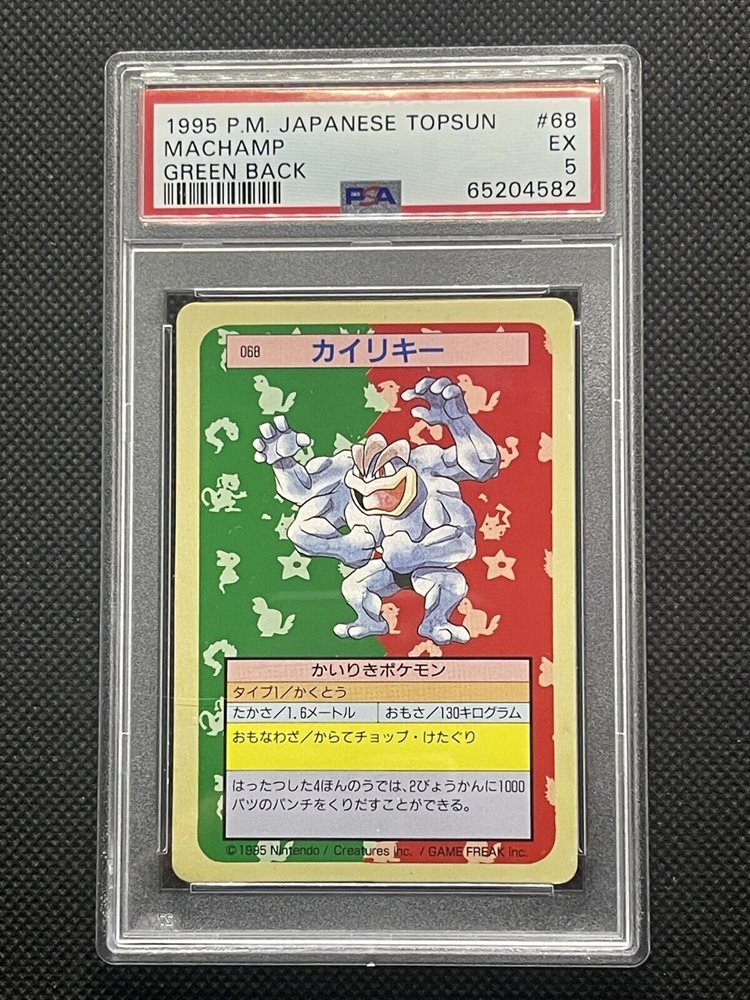 1995 P.M. JAPANESE TOPSUN #68
MACHAMP EX
GREEN BACK 5
PSA 65204582
068 カイリキー
かいりきポケモン
タイプ1/かくとう
たかさ/1.6メートル おもさ/130キログラム
おもなわざ/からてチョップ・けたぐり
はったつした4ほんのうでは、2びょうかんに1000
パツのパンチをくりだすことができる。
©1995 Nintendo / Creatures inc. / GAME FREAK inc.